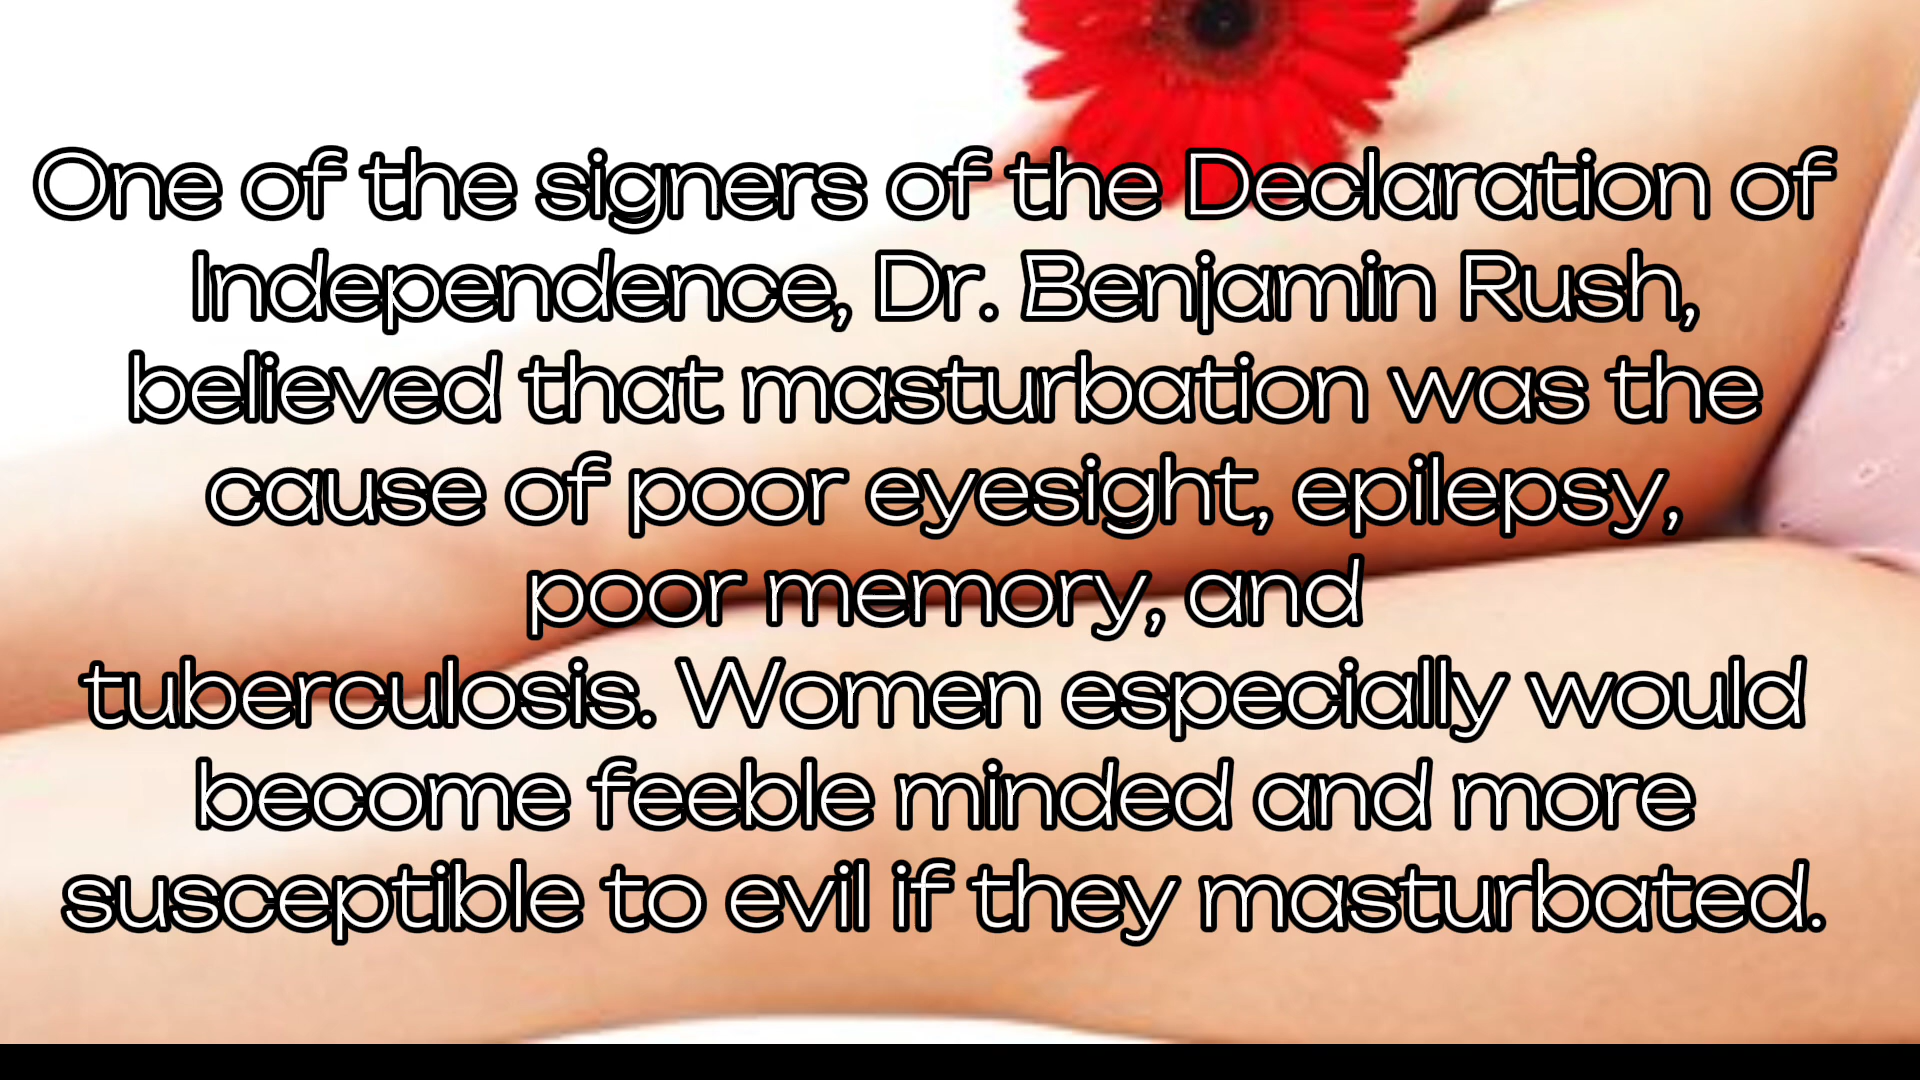 One of the signers of the Declaration of
Independence, Dr. Benjamin Rush,
believed that masturbation was the
cause of poor eyesight, epilepsy,
poor memory, and
tuberculosis. Women especially would
become feeble minded and more
susceptible to evil if they masturbated.